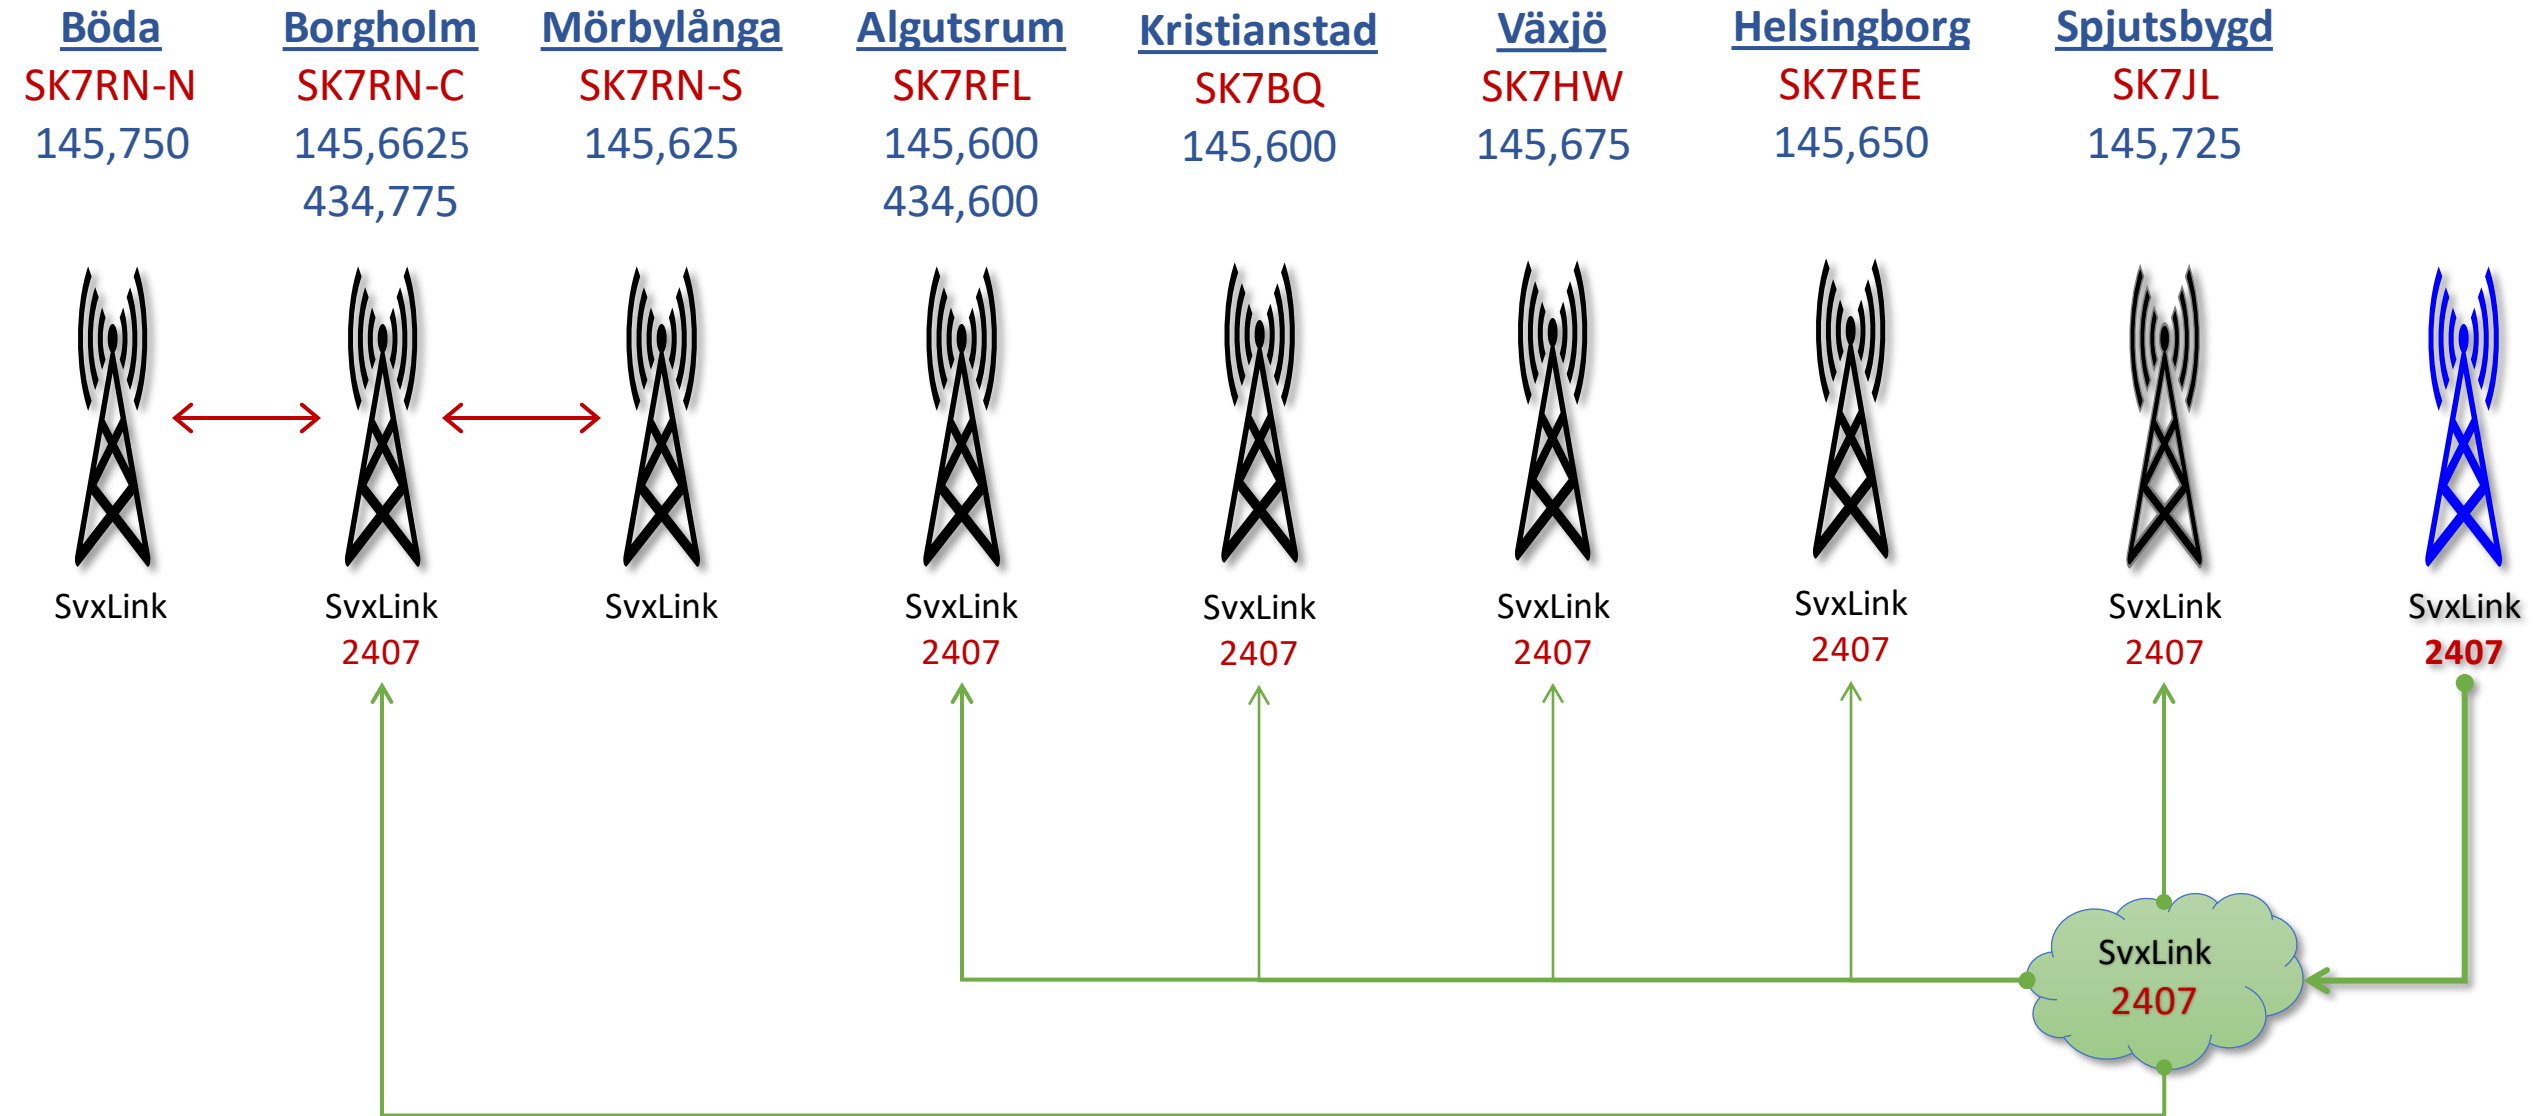 Böda
SK7RN-N
145,750
Borgholm
SK7RN-C
145,6625
434,775
Mörbylånga
SK7RN-S
145,625
Algutsrum
SK7RFL
145,600
434,600
Kristianstad
SK7BQ
145,600
Växjö
SK7HW
145,675
Helsingborg
SK7REE
145,650
Spjutsbygd
SK7JL
145,725
SvxLink
SvxLink
2407
SvxLink
SvxLink
2407
SvxLink
2407
SvxLink
2407
SvxLink
2407
SvxLink
2407
SvxLink
2407
SvxLink
2407